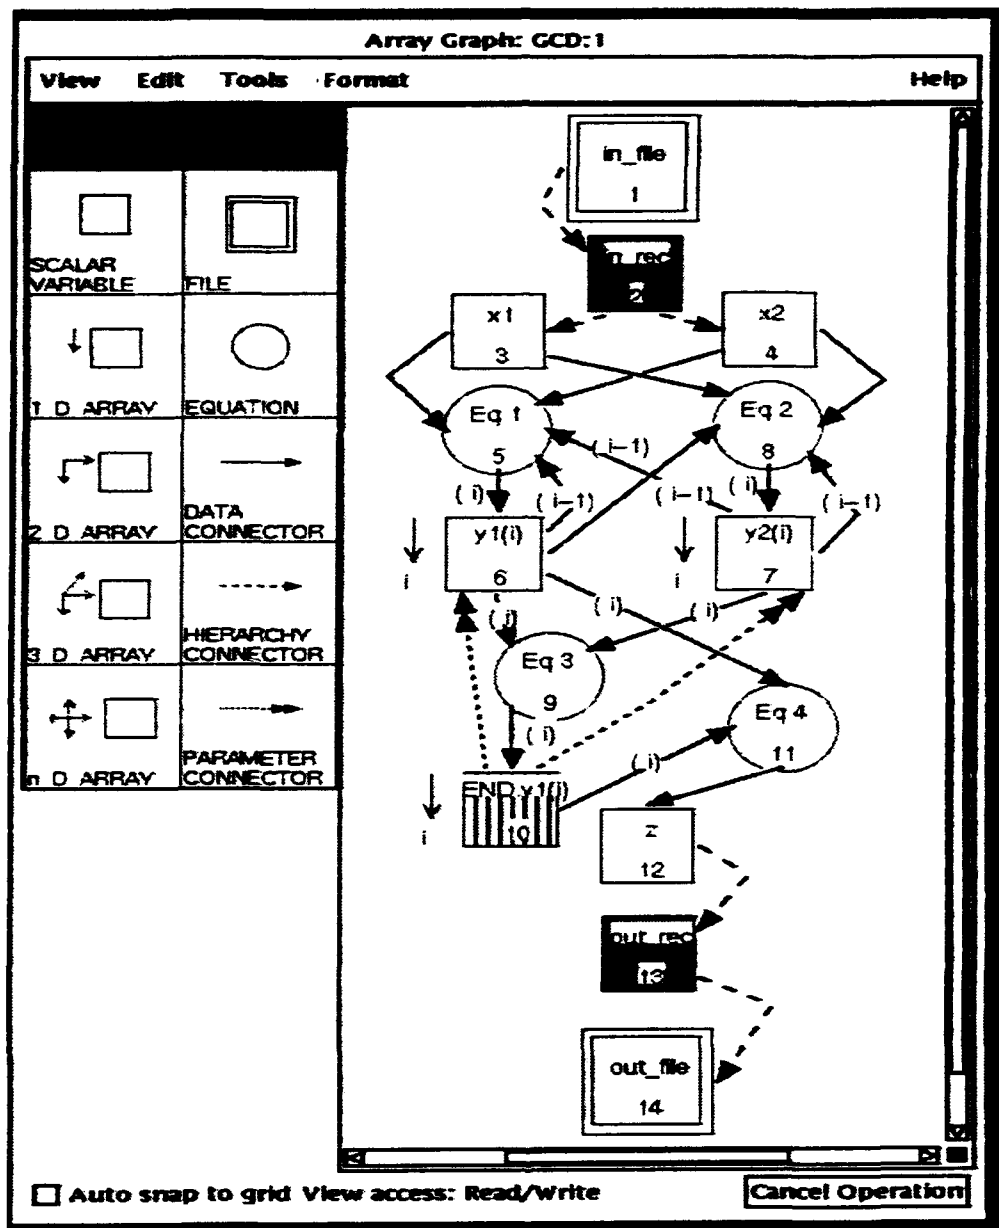 Array Graph: GCD:1
View Edit Tools Format Help
SCALAR
VARIABLE
FILE
1 D ARRAY
EQUATION
2 D ARRAY
DATA
CONNECTOR
3 D ARRAY
HIERARCHY
CONNECTOR
n D ARRAY
PARAMETER
CONNECTOR
in_file
1
in_rec
2
x1
3
x2
4
Eq 1
5
Eq 2
8
(i-1)
(i)
(i-1)
(i-1)
(i)
(i-1)
i
y1(i)
6
i
y2(i)
7
(i)
(i)
(i)
Eq 3
9
(i)
Eq 4
11
(i)
i
END.y1(i)
10
z
12
out_rec
13
out_file
14
Auto snap to grid View access: Read/Write
Cancel Operation